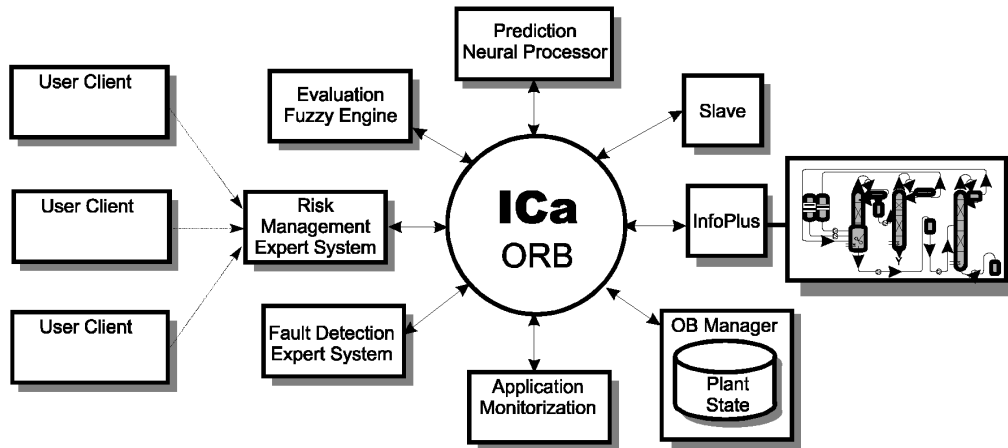 Prediction
Neural Processor
User Client
Evaluation
Fuzzy Engine
Slave
User Client
Risk
Management
Expert System
ICa
ORB
InfoPlus
User Client
Fault Detection
Expert System
Application
Monitorization
OB Manager
Plant
State